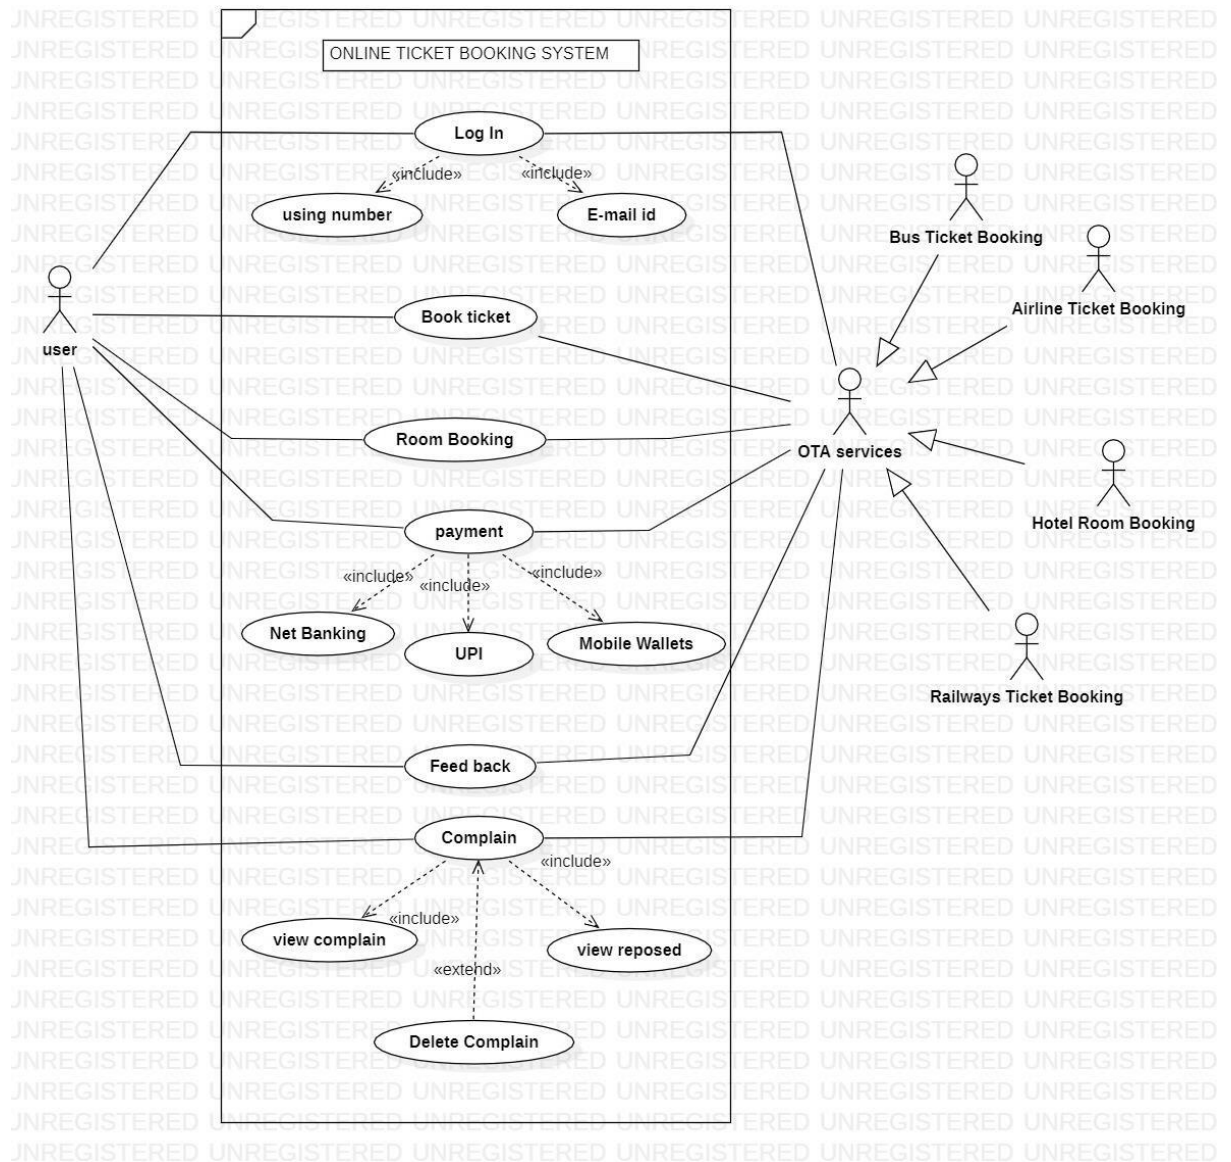 ONLINE TICKET BOOKING SYSTEM
Log In
«include»
«include»
using number
E-mail id
Bus Ticket Booking
Airline Ticket Booking
user
Book ticket
Room Booking
OTA services
payment
Hotel Room Booking
«include»
«include»
«include»
Net Banking
UPI
Mobile Wallets
Railways Ticket Booking
Feed back
Complain
«include»
«include»
view complain
view reposed
«extend»
Delete Complain
UNREGISTERED